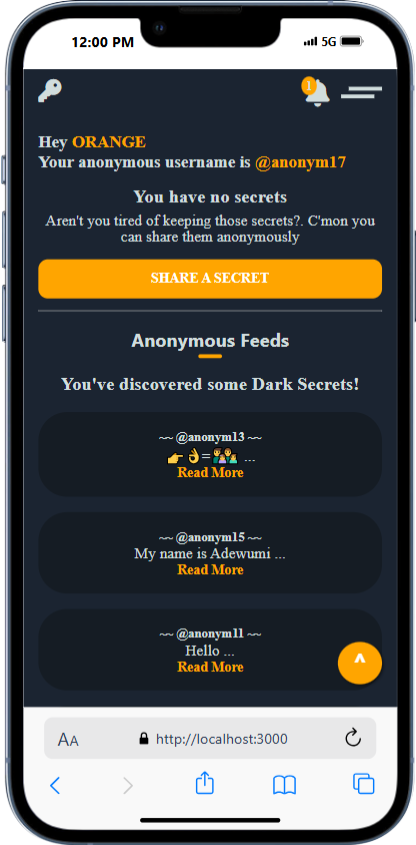 12:00 PM 5G
1
Hey ORANGE
Your anonymous username is @anonym17
You have no secrets
Aren't you tired of keeping those secrets?. C'mon you
can share them anonymously
SHARE A SECRET
Anonymous Feeds
You've discovered some Dark Secrets!
~~ @anonym13 ~~
👉👌=👨‍👩‍👧‍👦 ...
Read More
~~ @anonym15 ~~
My name is Adewumi ...
Read More
~~ @anonym11 ~~
Hello ...
Read More
^
AA http://localhost:3000